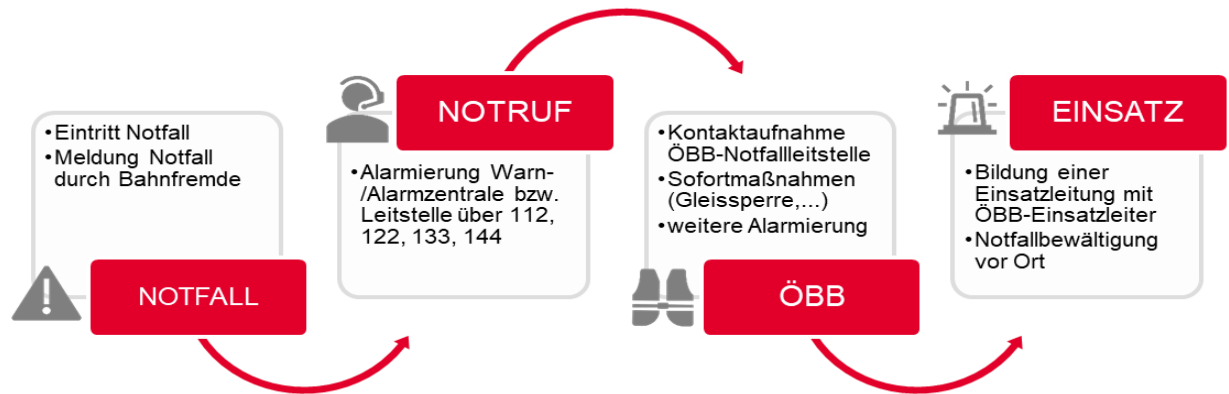 •Eintritt Notfall
•Meldung Notfall
durch Bahnfremde
NOTFALL
NOTRUF
•Alarmierung Warn-
/Alarmzentrale bzw.
Leitstelle über 112,
122, 133, 144
•Kontaktaufnahme
ÖBB-Notfallleitstelle
•Sofortmaßnahmen
(Gleissperre,...)
•weitere Alarmierung
ÖBB
EINSATZ
•Bildung einer
Einsatzleitung mit
ÖBB-Einsatzleiter
•Notfallbewältigung
vor Ort